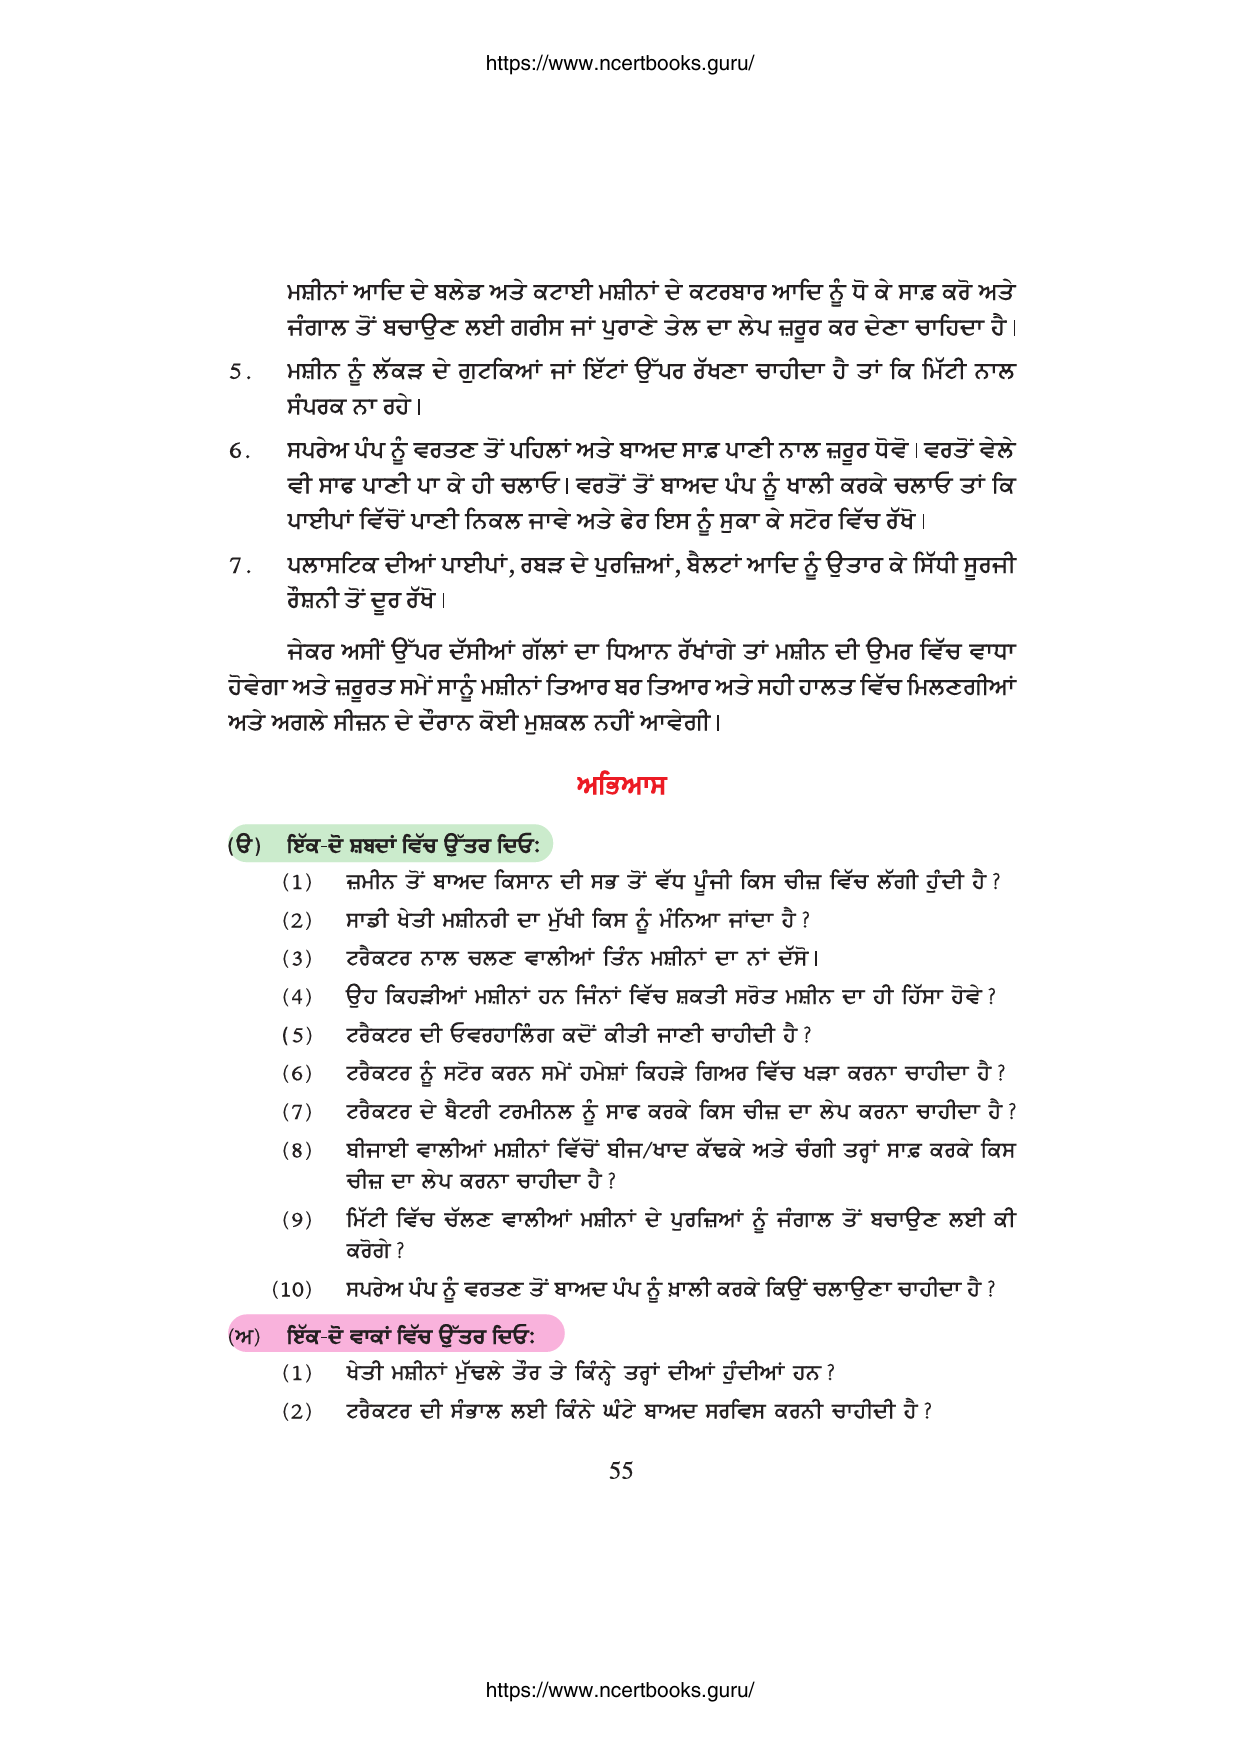 https://www.ncertbooks.guru/
ਮਸ਼ੀਨਾਂ ਆਦਿ ਦੇ ਬਲੇਡ ਅਤੇ ਕਟਾਈ ਮਸ਼ੀਨਾਂ ਦੇ ਕਟਰਬਾਰ ਆਦਿ ਨੂੰ ਧੋ ਕੇ ਸਾਫ਼ ਕਰੋ ਅਤੇ
ਜੰਗਾਲ ਤੋਂ ਬਚਾਉਣ ਲਈ ਗਰੀਸ ਜਾਂ ਪੁਰਾਣੇ ਤੇਲ ਦਾ ਲੇਪ ਜ਼ਰੂਰ ਕਰ ਦੇਣਾ ਚਾਹਿਦਾ ਹੈ।
5. ਮਸ਼ੀਨ ਨੂੰ ਲੱਕੜ ਦੇ ਗੁਟਕਿਆਂ ਜਾਂ ਇੱਟਾਂ ਉੱਪਰ ਰੱਖਣਾ ਚਾਹੀਦਾ ਹੈ ਤਾਂ ਕਿ ਮਿੱਟੀ ਨਾਲ
ਸੰਪਰਕ ਨਾ ਰਹੇ।
6. ਸਪਰੇਅ ਪੰਪ ਨੂੰ ਵਰਤਣ ਤੋਂ ਪਹਿਲਾਂ ਅਤੇ ਬਾਅਦ ਸਾਫ਼ ਪਾਣੀ ਨਾਲ ਜ਼ਰੂਰ ਧੋਵੋ। ਵਰਤੋਂ ਵੇਲੇ
ਵੀ ਸਾਫ ਪਾਣੀ ਪਾ ਕੇ ਹੀ ਚਲਾਓ। ਵਰਤੋਂ ਤੋਂ ਬਾਅਦ ਪੰਪ ਨੂੰ ਖਾਲੀ ਕਰਕੇ ਚਲਾਓ ਤਾਂ ਕਿ
ਪਾਈਪਾਂ ਵਿੱਚੋਂ ਪਾਣੀ ਨਿਕਲ ਜਾਵੇ ਅਤੇ ਫੇਰ ਇਸ ਨੂੰ ਸੁਕਾ ਕੇ ਸਟੋਰ ਵਿੱਚ ਰੱਖੋ।
7. ਪਲਾਸਟਿਕ ਦੀਆਂ ਪਾਈਪਾਂ, ਰਬੜ ਦੇ ਪੁਰਜ਼ਿਆਂ, ਬੈਲਟਾਂ ਆਦਿ ਨੂੰ ਉਤਾਰ ਕੇ ਸਿੱਧੀ ਸੂਰਜੀ
ਰੌਸ਼ਨੀ ਤੋਂ ਦੂਰ ਰੱਖੋ।
ਜੇਕਰ ਅਸੀਂ ਉੱਪਰ ਦੱਸੀਆਂ ਗੱਲਾਂ ਦਾ ਧਿਆਨ ਰੱਖਾਂਗੇ ਤਾਂ ਮਸ਼ੀਨ ਦੀ ਉਮਰ ਵਿੱਚ ਵਾਧਾ
ਹੋਵੇਗਾ ਅਤੇ ਜ਼ਰੂਰਤ ਸਮੇਂ ਸਾਨੂੰ ਮਸ਼ੀਨਾਂ ਤਿਆਰ ਬਰ ਤਿਆਰ ਅਤੇ ਸਹੀ ਹਾਲਤ ਵਿੱਚ ਮਿਲਣਗੀਆਂ
ਅਤੇ ਅਗਲੇ ਸੀਜ਼ਨ ਦੇ ਦੌਰਾਨ ਕੋਈ ਮੁਸ਼ਕਲ ਨਹੀਂ ਆਵੇਗੀ।
ਅਭਿਆਸ
(ੳ) ਇੱਕ-ਦੋ ਸ਼ਬਦਾਂ ਵਿੱਚ ਉੱਤਰ ਦਿਓ:
(1) ਜ਼ਮੀਨ ਤੋਂ ਬਾਅਦ ਕਿਸਾਨ ਦੀ ਸਭ ਤੋਂ ਵੱਧ ਪੂੰਜੀ ਕਿਸ ਚੀਜ਼ ਵਿੱਚ ਲੱਗੀ ਹੁੰਦੀ ਹੈ?
(2) ਸਾਡੀ ਖੇਤੀ ਮਸ਼ੀਨਰੀ ਦਾ ਮੁੱਖੀ ਕਿਸ ਨੂੰ ਮੰਨਿਆ ਜਾਂਦਾ ਹੈ?
(3) ਟਰੈਕਟਰ ਨਾਲ ਚਲਣ ਵਾਲੀਆਂ ਤਿੰਨ ਮਸ਼ੀਨਾਂ ਦਾ ਨਾਂ ਦੱਸੋ।
(4) ਉਹ ਕਿਹੜੀਆਂ ਮਸ਼ੀਨਾਂ ਹਨ ਜਿੰਨਾਂ ਵਿੱਚ ਸ਼ਕਤੀ ਸਰੋਤ ਮਸ਼ੀਨ ਦਾ ਹੀ ਹਿੱਸਾ ਹੋਵੇ?
(5) ਟਰੈਕਟਰ ਦੀ ਓਵਰਹਾਲਿੰਗ ਕਦੋਂ ਕੀਤੀ ਜਾਣੀ ਚਾਹੀਦੀ ਹੈ?
(6) ਟਰੈਕਟਰ ਨੂੰ ਸਟੋਰ ਕਰਨ ਸਮੇਂ ਹਮੇਸ਼ਾਂ ਕਿਹੜੇ ਗਿਅਰ ਵਿੱਚ ਖੜਾ ਕਰਨਾ ਚਾਹੀਦਾ ਹੈ?
(7) ਟਰੈਕਟਰ ਦੇ ਬੈਟਰੀ ਟਰਮੀਨਲ ਨੂੰ ਸਾਫ ਕਰਕੇ ਕਿਸ ਚੀਜ਼ ਦਾ ਲੇਪ ਕਰਨਾ ਚਾਹੀਦਾ ਹੈ?
(8) ਬੀਜਾਈ ਵਾਲੀਆਂ ਮਸ਼ੀਨਾਂ ਵਿੱਚੋਂ ਬੀਜ/ਖਾਦ ਕੱਢਕੇ ਅਤੇ ਚੰਗੀ ਤਰ੍ਹਾਂ ਸਾਫ਼ ਕਰਕੇ ਕਿਸ
ਚੀਜ਼ ਦਾ ਲੇਪ ਕਰਨਾ ਚਾਹੀਦਾ ਹੈ?
(9) ਮਿੱਟੀ ਵਿੱਚ ਚੱਲਣ ਵਾਲੀਆਂ ਮਸ਼ੀਨਾਂ ਦੇ ਪੁਰਜ਼ਿਆਂ ਨੂੰ ਜੰਗਾਲ ਤੋਂ ਬਚਾਉਣ ਲਈ ਕੀ
ਕਰੋਗੇ?
(10) ਸਪਰੇਅ ਪੰਪ ਨੂੰ ਵਰਤਣ ਤੋਂ ਬਾਅਦ ਪੰਪ ਨੂੰ ਖ਼ਾਲੀ ਕਰਕੇ ਕਿਉਂ ਚਲਾਉਣਾ ਚਾਹੀਦਾ ਹੈ?
(ਅ) ਇੱਕ-ਦੋ ਵਾਕਾਂ ਵਿੱਚ ਉੱਤਰ ਦਿਓ:
(1) ਖੇਤੀ ਮਸ਼ੀਨਾਂ ਮੁੱਢਲੇ ਤੌਰ ਤੇ ਕਿੰਨ੍ਹੇ ਤਰ੍ਹਾਂ ਦੀਆਂ ਹੁੰਦੀਆਂ ਹਨ?
(2) ਟਰੈਕਟਰ ਦੀ ਸੰਭਾਲ ਲਈ ਕਿੰਨੇ ਘੰਟੇ ਬਾਅਦ ਸਰਵਿਸ ਕਰਨੀ ਚਾਹੀਦੀ ਹੈ?
55
https://www.ncertbooks.guru/